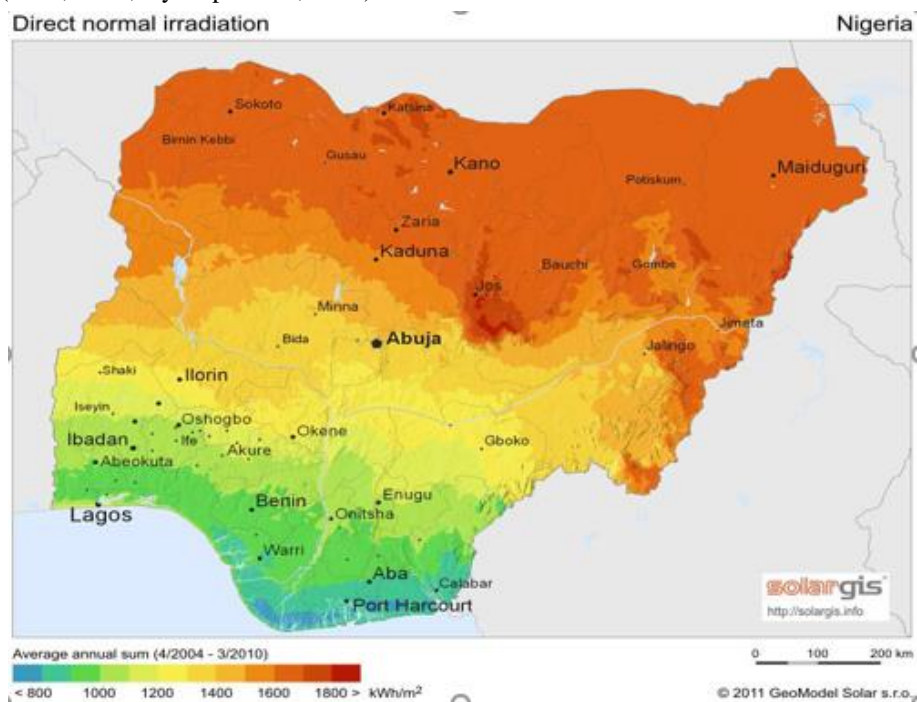 Direct normal irradiation
Nigeria
Sokoto
Katsina
Birnin Kebbi
Gusau
Kano
Maiduguri
Potiskum
Zaria
Kaduna
Bauchi
Gombe
Jos
Minna
Jimeta
Bida
Abuja
Jalingo
Shaki
Ilorin
Iseyin
Oshogbo
Okene
Ibadan
Ife
Gboko
Akure
Abeokuta
Enugu
Benin
Lagos
Onitsha
Warri
Aba
Calabar
Port Harcourt
solargis
http://solargis.info
Average annual sum (4/2004 - 3/2010)
0 100 200 km
< 800 1000 1200 1400 1600 1800 > kWh/m²
© 2011 GeoModel Solar s.r.o.